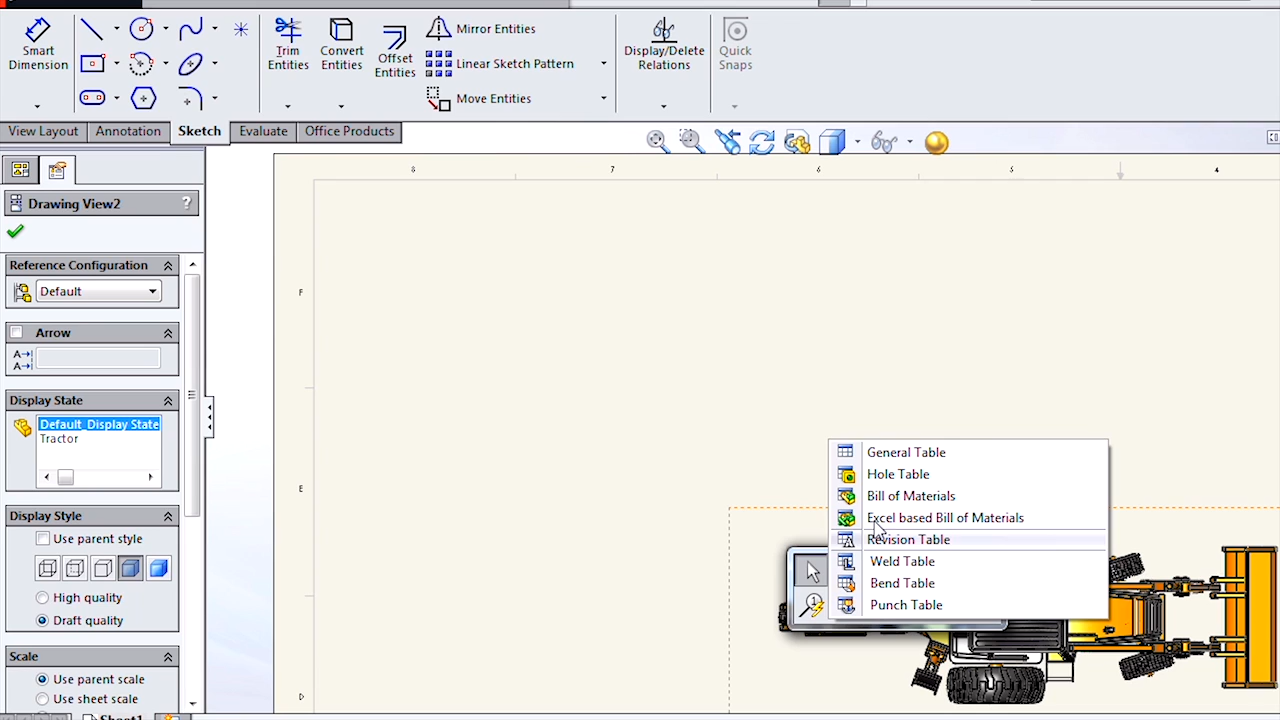 Smart
Dimension
Trim
Entities
Convert
Entities
Offset
Entities
Mirror Entities
Linear Sketch Pattern
Move Entities
Display/Delete
Relations
Quick
Snaps
View Layout
Annotation
Sketch
Evaluate
Office Products
Drawing View2
?
Reference Configuration
Default
Arrow
A
A
Display State
Default_Display State
Tractor
Display Style
Use parent style
High quality
Draft quality
Scale
Use parent scale
Use sheet scale
Sheet1
8
7
6
5
4
F
E
D
General Table
Hole Table
Bill of Materials
Excel based Bill of Materials
Revision Table
Weld Table
Bend Table
Punch Table
1